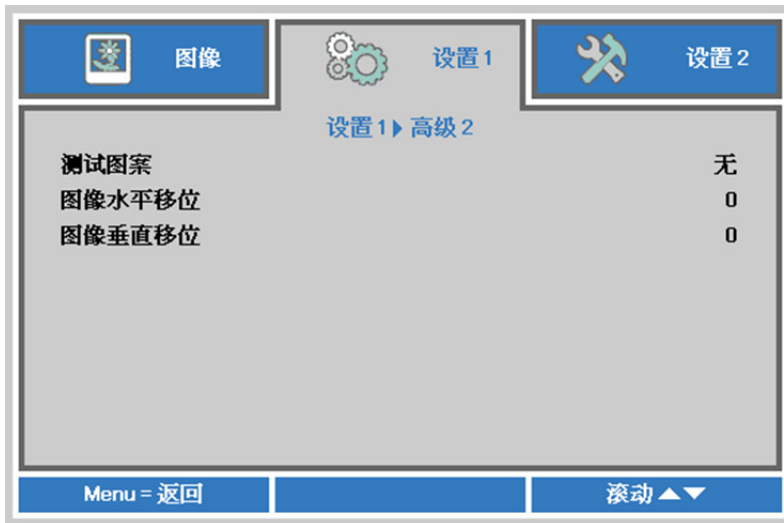 图像 设置 1 设置 2
设置 1 ▶ 高级 2
测试图案 无
图像水平移位 0
图像垂直移位 0
Menu = 返回 滚动 ▲▼